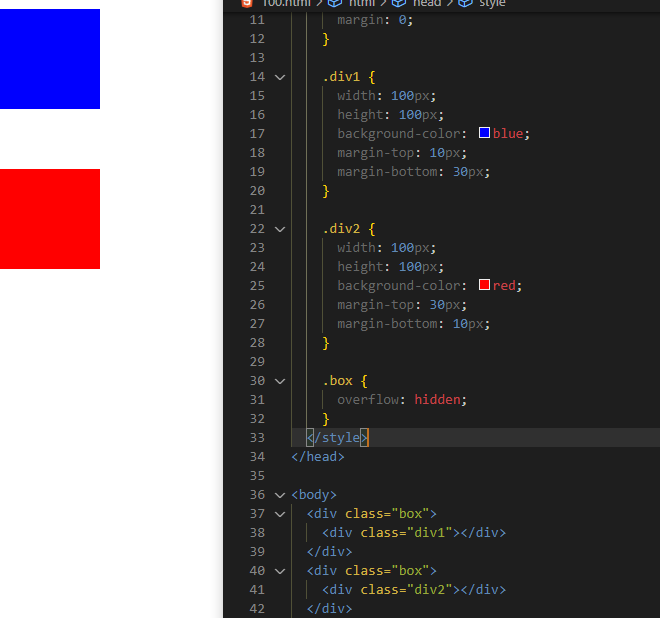 100.html > html > head > style
11 margin: 0;
12 }
13
14 .div1 {
15 width: 100px;
16 height: 100px;
17 background-color: blue;
18 margin-top: 10px;
19 margin-bottom: 30px;
20 }
21
22 .div2 {
23 width: 100px;
24 height: 100px;
25 background-color: red;
26 margin-top: 30px;
27 margin-bottom: 10px;
28 }
29
30 .box {
31 overflow: hidden;
32 }
33 </style>
34 </head>
35
36 <body>
37 <div class="box">
38 <div class="div1"></div>
39 </div>
40 <div class="box">
41 <div class="div2"></div>
42 </div>